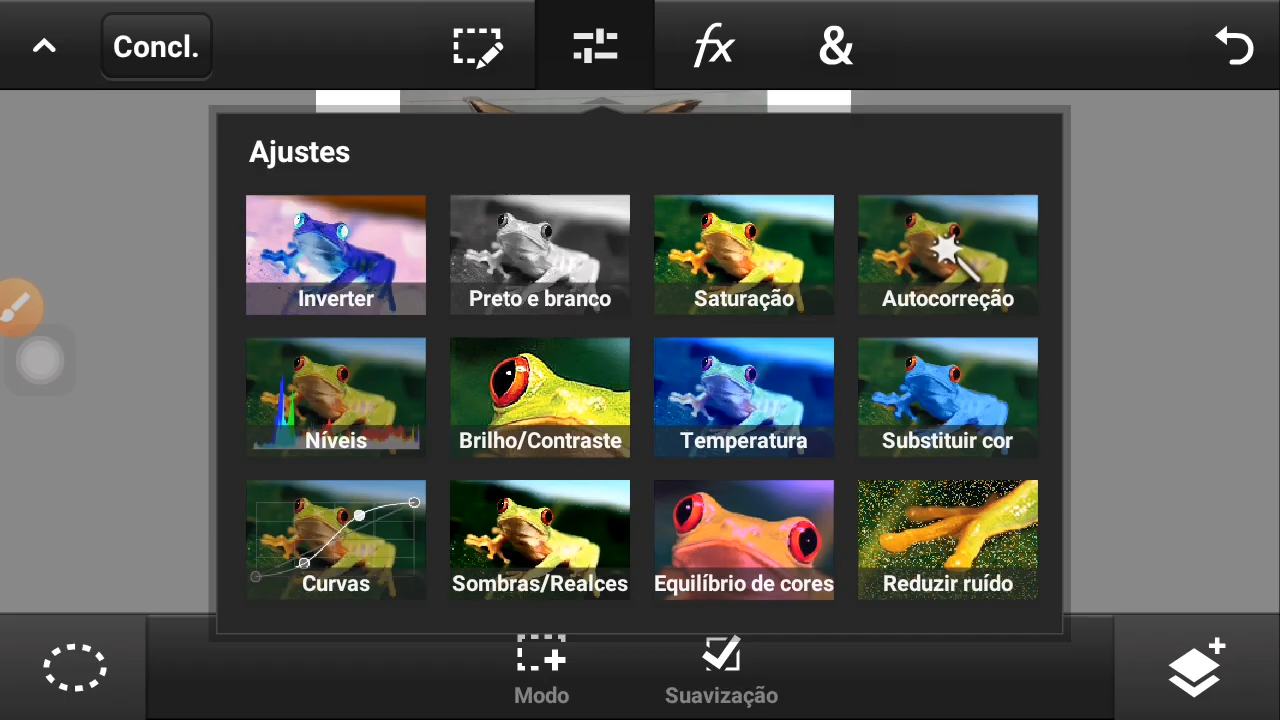 Concl.
fx
&
Ajustes
Inverter
Preto e branco
Saturação
Autocorreção
Níveis
Brilho/Contraste
Temperatura
Substituir cor
Curvas
Sombras/Realces
Equilíbrio de cores
Reduzir ruído
Modo
Suavização